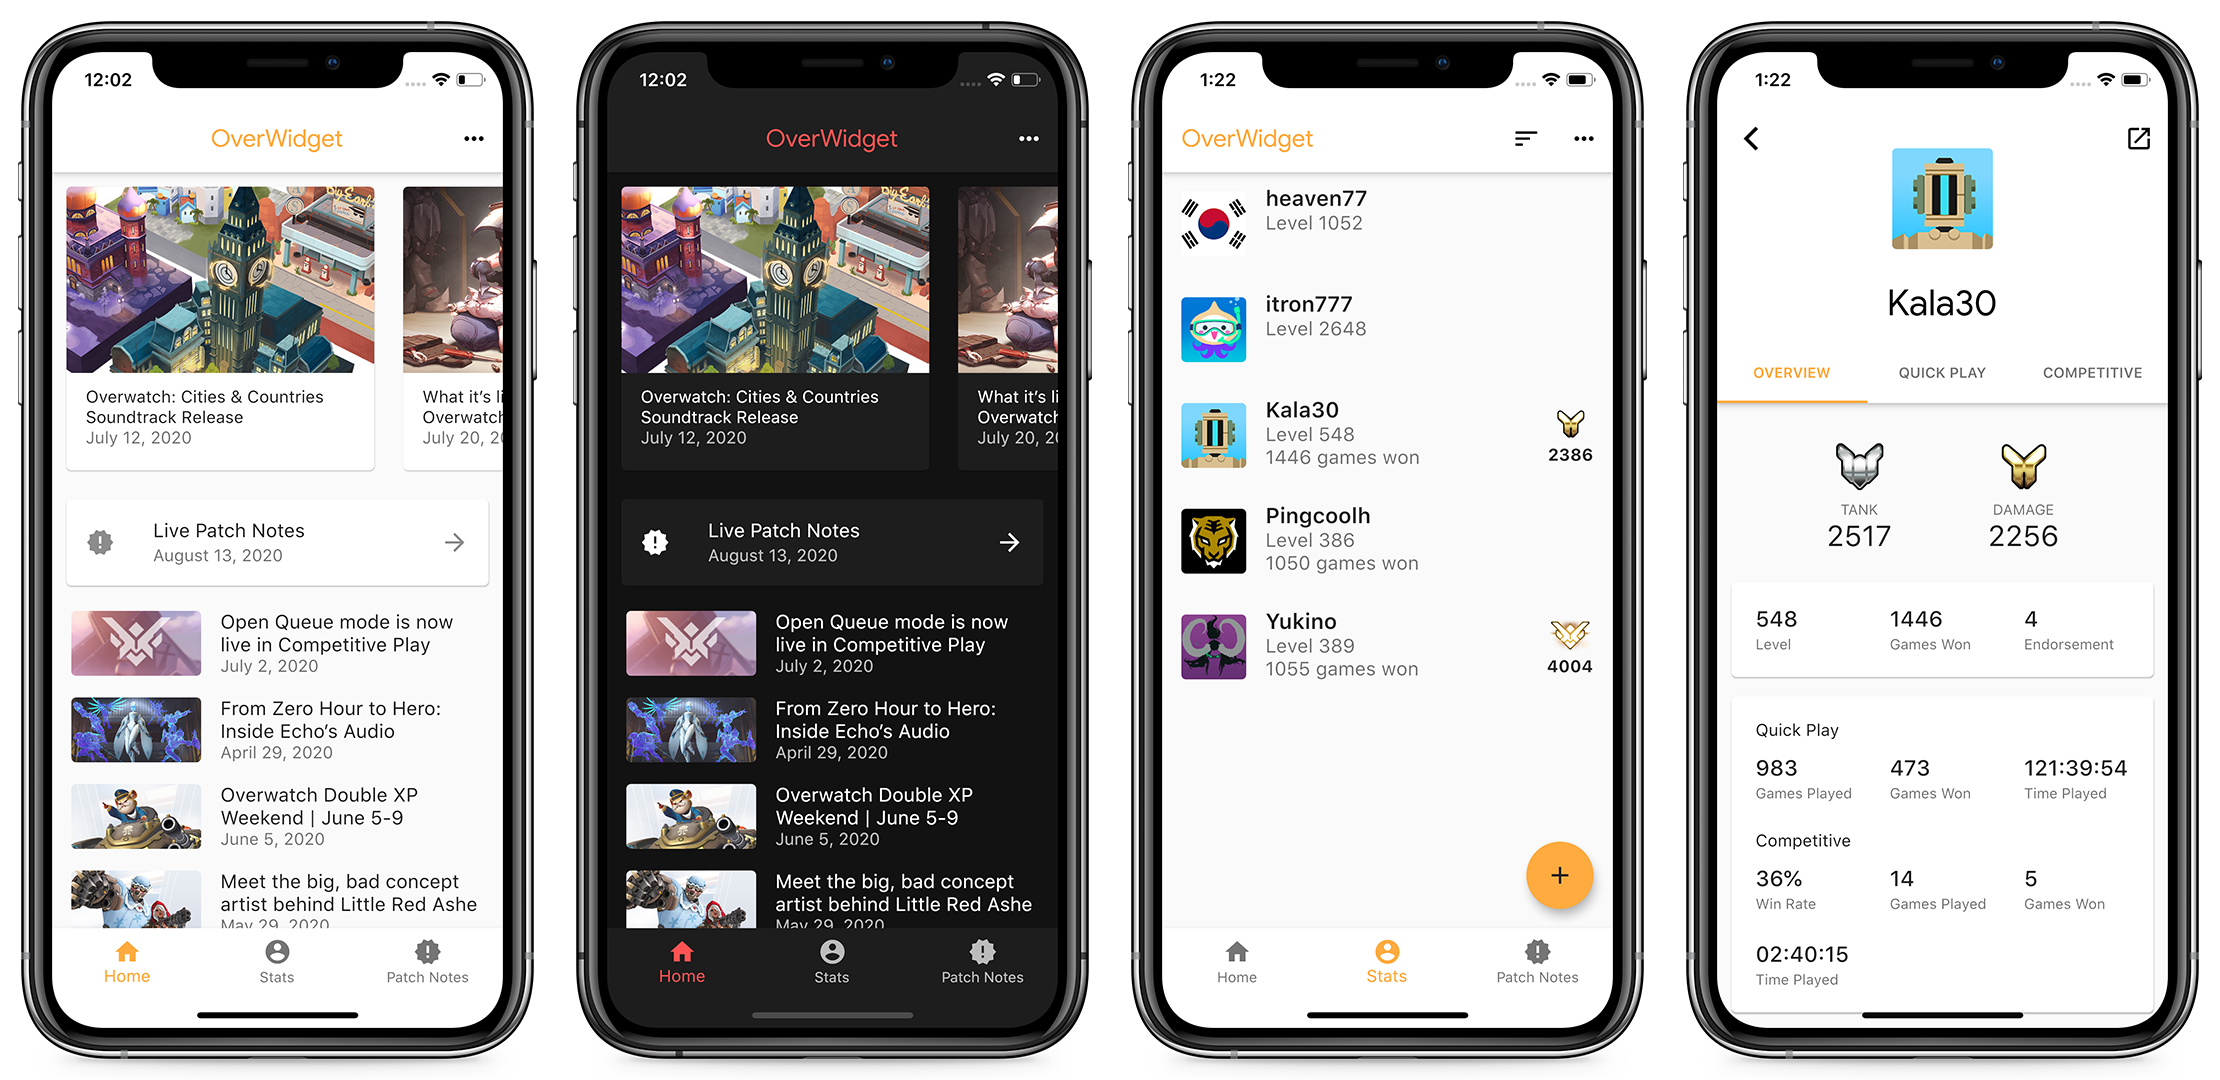 12:02
OverWidget
Overwatch: Cities & Countries
Soundtrack Release
July 12, 2020
What it's li
Overwatch
July 20, 20
Live Patch Notes
August 13, 2020
Open Queue mode is now
live in Competitive Play
July 2, 2020
From Zero Hour to Hero:
Inside Echo's Audio
April 29, 2020
Overwatch Double XP
Weekend | June 5-9
June 5, 2020
Meet the big, bad concept
artist behind Little Red Ashe
May 29, 2020
Home
Stats
Patch Notes
12:02
OverWidget
Overwatch: Cities & Countries
Soundtrack Release
July 12, 2020
What it's li
Overwatch
July 20, 20
Live Patch Notes
August 13, 2020
Open Queue mode is now
live in Competitive Play
July 2, 2020
From Zero Hour to Hero:
Inside Echo's Audio
April 29, 2020
Overwatch Double XP
Weekend | June 5-9
June 5, 2020
Meet the big, bad concept
artist behind Little Red Ashe
May 29, 2020
Home
Stats
Patch Notes
1:22
OverWidget
heaven77
Level 1052
itron777
Level 2648
Kala30
Level 548
1446 games won
2386
Pingcoolh
Level 386
1050 games won
Yukino
Level 389
1055 games won
4004
+
Home
Stats
Patch Notes
1:22
Kala30
OVERVIEW
QUICK PLAY
COMPETITIVE
TANK
2517
DAMAGE
2256
548
Level
1446
Games Won
4
Endorsement
Quick Play
983
Games Played
473
Games Won
121:39:54
Time Played
Competitive
36%
Win Rate
14
Games Played
5
Games Won
02:40:15
Time Played